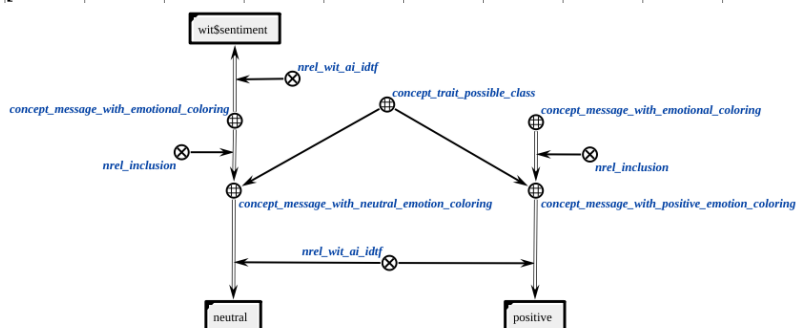 wit$sentiment
nrel_wit_ai_idtf
concept_trait_possible_class
concept_message_with_emotional_coloring
concept_message_with_emotional_coloring
nrel_inclusion
nrel_inclusion
concept_message_with_neutral_emotion_coloring
concept_message_with_positive_emotion_coloring
nrel_wit_ai_idtf
neutral
positive